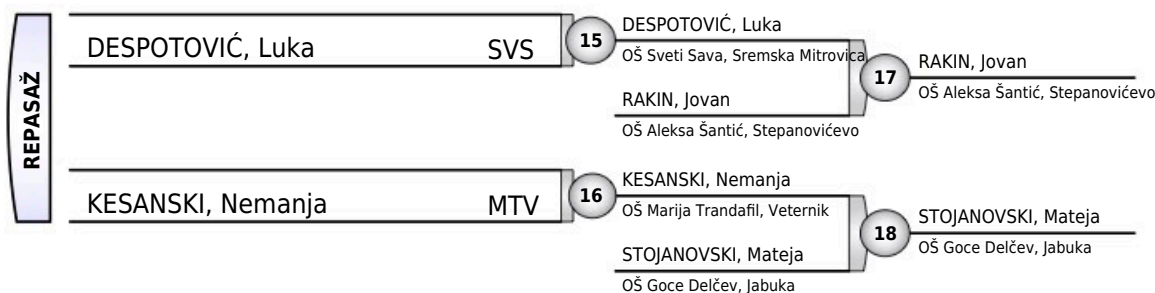 REPASAŽ
DESPOTOVIĆ, Luka SVS
15
DESPOTOVIĆ, Luka
OŠ Sveti Sava, Sremska Mitrovica
RAKIN, Jovan
OŠ Aleksa Šantić, Stepanovićevo
17
RAKIN, Jovan
OŠ Aleksa Šantić, Stepanovićevo
KESANSKI, Nemanja MTV
16
KESANSKI, Nemanja
OŠ Marija Trandafil, Veternik
STOJANOVSKI, Mateja
OŠ Goce Delčev, Jabuka
18
STOJANOVSKI, Mateja
OŠ Goce Delčev, Jabuka